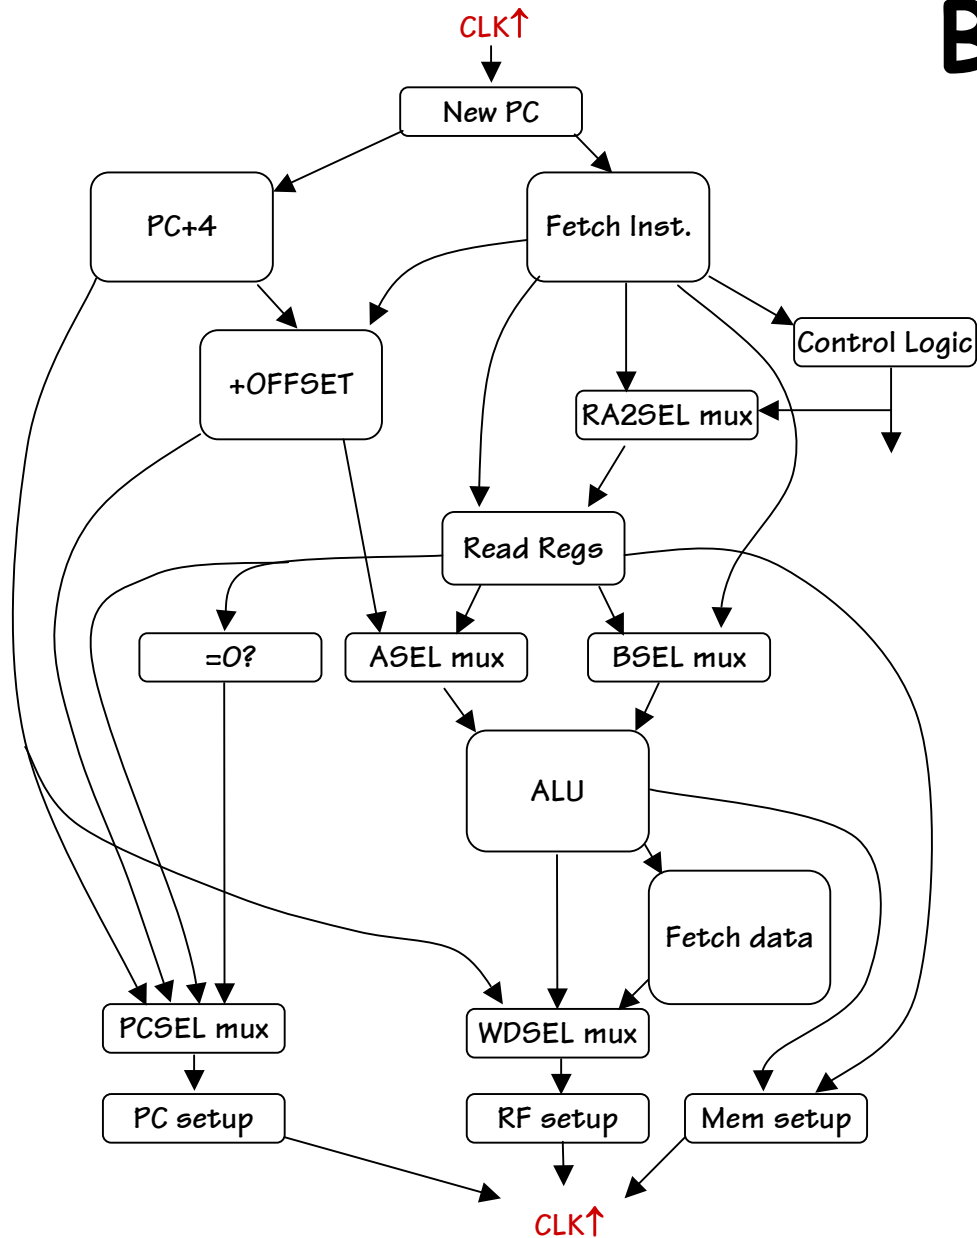 CLK↑
B
New PC
PC+4
Fetch Inst.
Control Logic
+OFFSET
RA2SEL mux
Read Regs
=0?
ASEL mux
BSEL mux
ALU
Fetch data
PCSEL mux
WDSEL mux
PC setup
RF setup
Mem setup
CLK↑